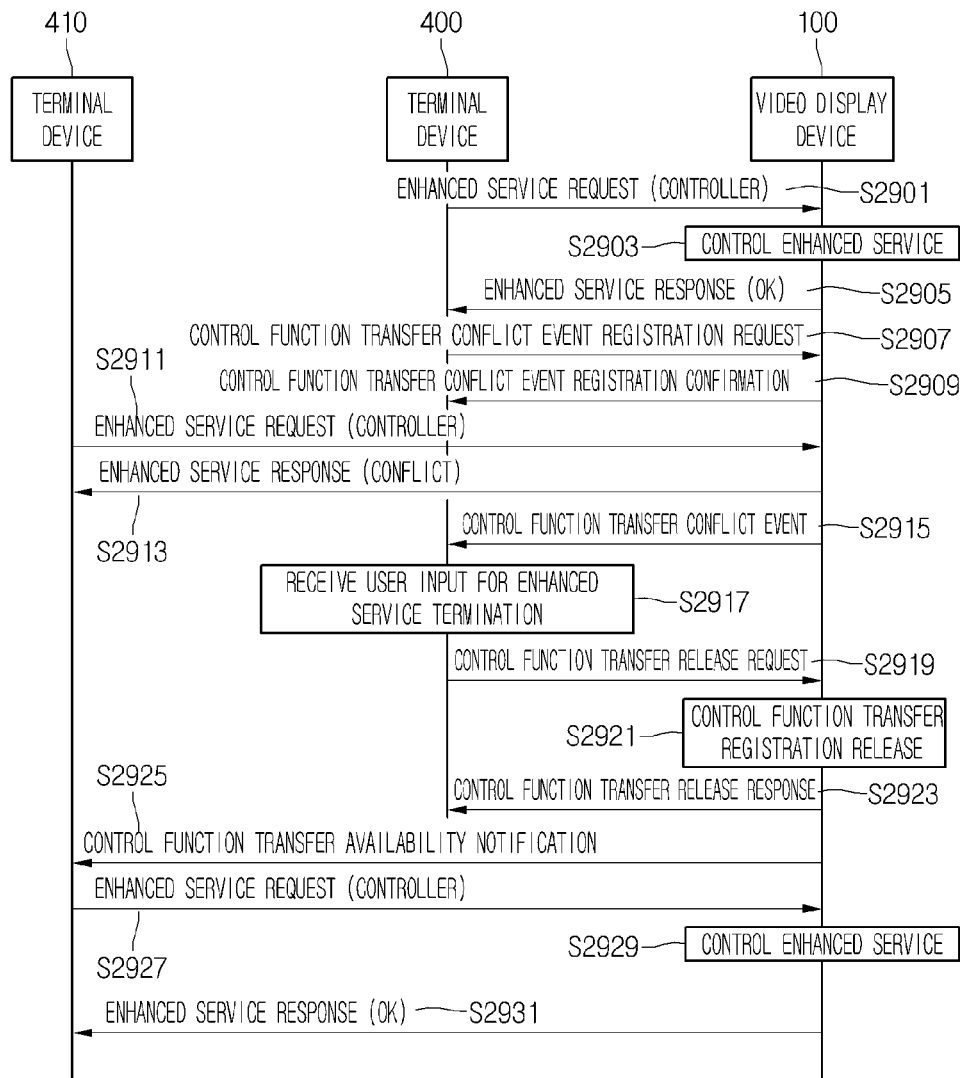 410
400
100
TERMINAL
DEVICE
TERMINAL
DEVICE
VIDEO DISPLAY
DEVICE
ENHANCED SERVICE REQUEST (CONTROLLER)
S2901
S2903
CONTROL ENHANCED SERVICE
ENHANCED SERVICE RESPONSE (OK)
S2905
CONTROL FUNCTION TRANSFER CONFLICT EVENT REGISTRATION REQUEST
S2907
S2911
CONTROL FUNCTION TRANSFER CONFLICT EVENT REGISTRATION CONFIRMATION
S2909
ENHANCED SERVICE REQUEST (CONTROLLER)
ENHANCED SERVICE RESPONSE (CONFLICT)
S2913
CONTROL FUNCTION TRANSFER CONFLICT EVENT
S2915
RECEIVE USER INPUT FOR ENHANCED
SERVICE TERMINATION
S2917
CONTROL FUNCTION TRANSFER RELEASE REQUEST
S2919
S2921
CONTROL FUNCTION TRANSFER
REGISTRATION RELEASE
S2925
CONTROL FUNCTION TRANSFER RELEASE RESPONSE
S2923
CONTROL FUNCTION TRANSFER AVAILABILITY NOTIFICATION
ENHANCED SERVICE REQUEST (CONTROLLER)
S2927
S2929
CONTROL ENHANCED SERVICE
ENHANCED SERVICE RESPONSE (OK)
S2931